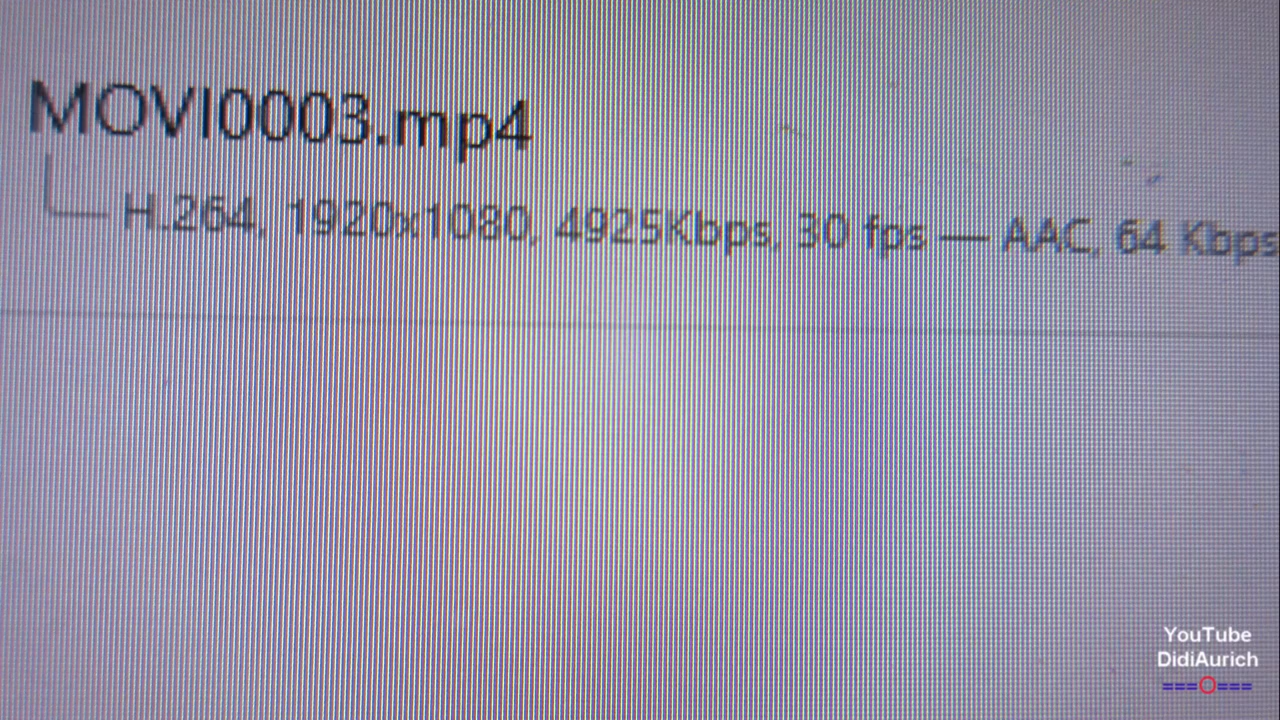 MOVI0003.mp4
H.264, 1920x1080, 4925Kbps, 30 fps — AAC, 64 Kbps
YouTube
DidiAurich
===O===